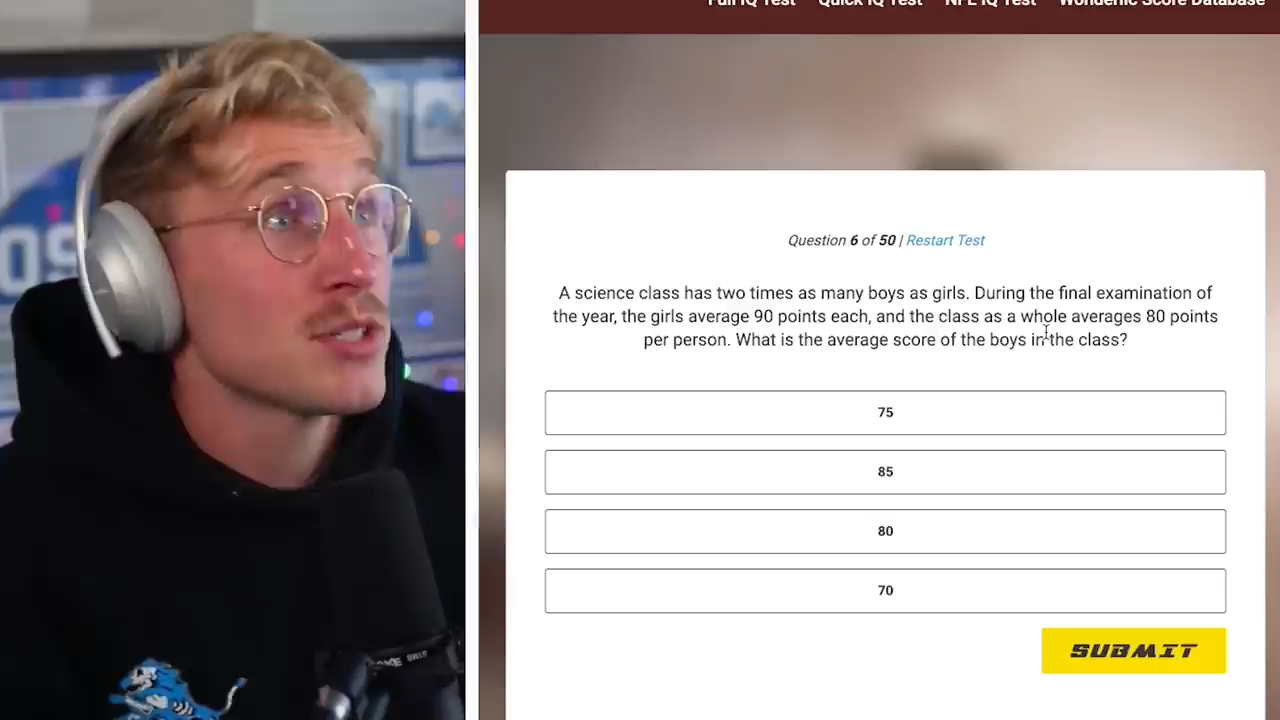 Full IQ Test Quick IQ Test NFL IQ Test Wonderlic Score Database
Question 6 of 50 | Restart Test
A science class has two times as many boys as girls. During the final examination of
the year, the girls average 90 points each, and the class as a whole averages 80 points
per person. What is the average score of the boys in the class?
75
85
80
70
SUBMIT